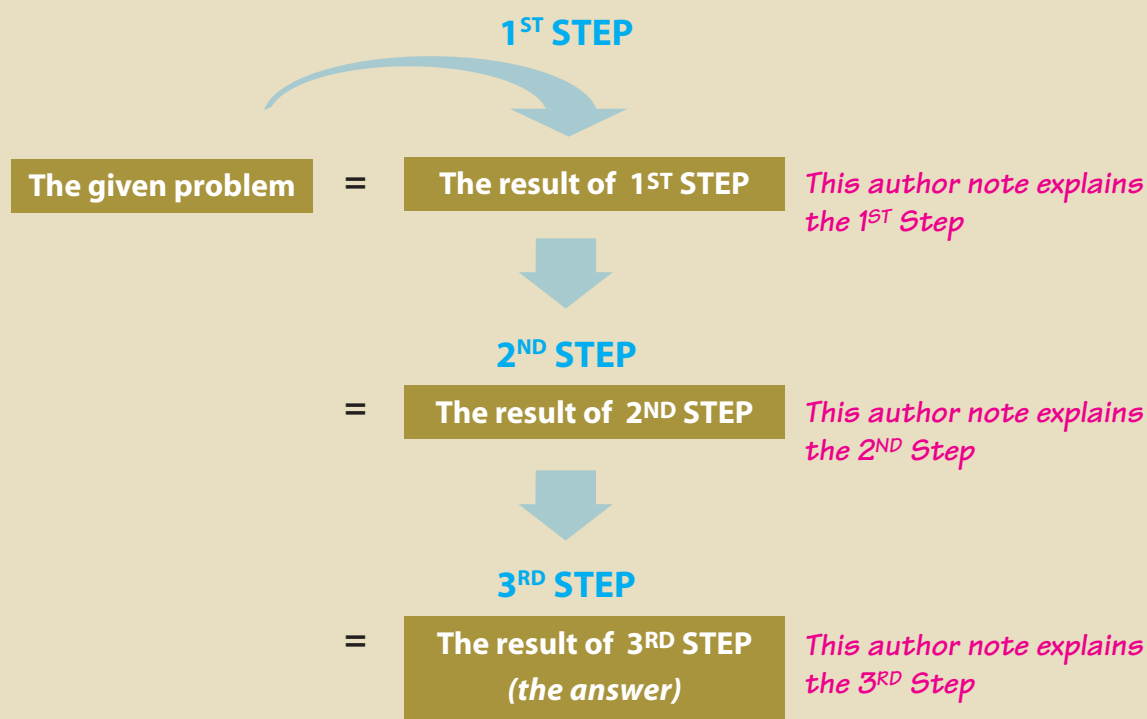 1ST STEP
The given problem = The result of 1ST STEP This author note explains
the 1ST Step
2ND STEP
= The result of 2ND STEP This author note explains
the 2ND Step
3RD STEP
= The result of 3RD STEP This author note explains
(the answer) the 3RD Step